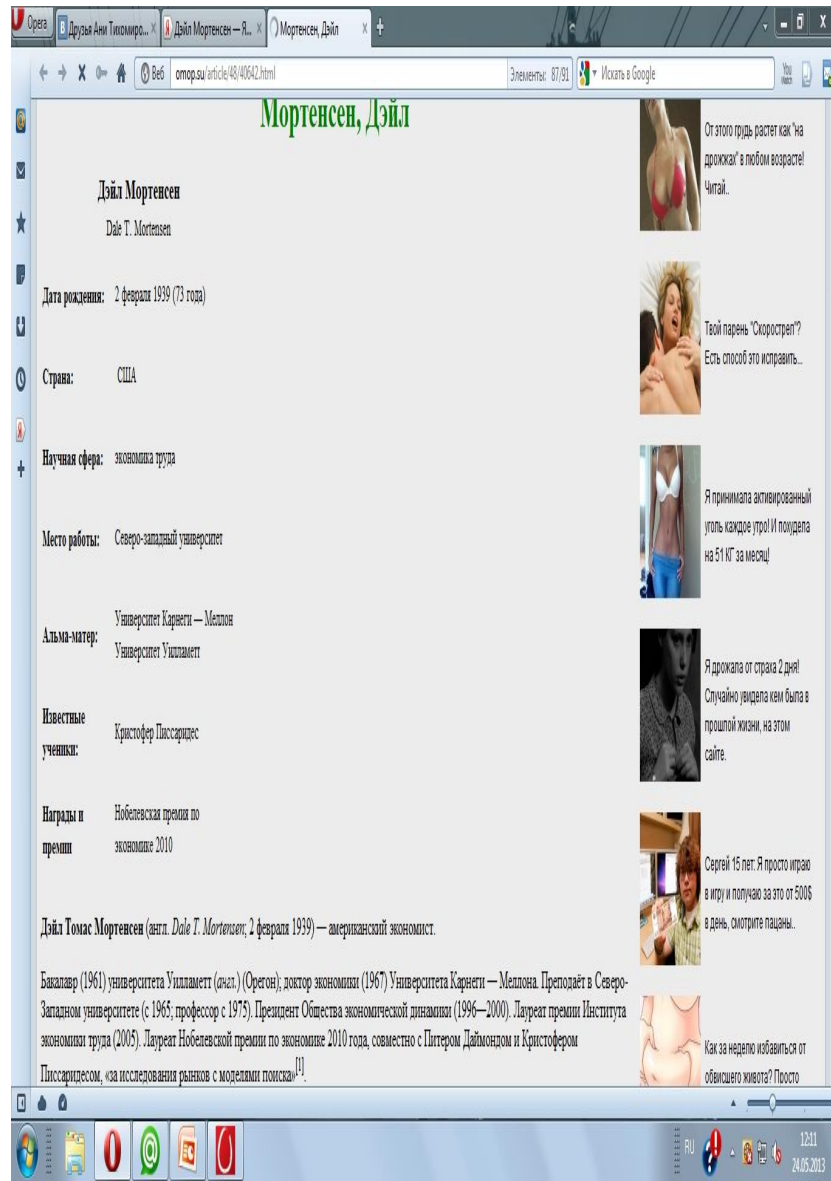 Opera
Друзья Ани Тихомиро...
Дэйл Мортенсен — Я...
Мортенсен, Дэйл
Веб
omop.su/article/48/40642.html
Элементы: 87/91
Искать в Google
Мортенсен, Дэйл
Дэйл Мортенсен
Dale T. Mortensen
Дата рождения: 2 февраля 1939 (73 года)
Страна: США
Научная сфера: экономика труда
Место работы: Северо-западный университет
Альма-матер: Университет Карнеги — Меллон
Университет Уилламетт
Известные
ученики: Кристофер Писсаридес
Награды и
премии
Нобелевская премия по
экономике 2010
Дэйл Томас Мортенсен (англ. Dale T. Mortensen; 2 февраля 1939) — американский экономист.
Бакалавр (1961) университета Уилламетт (англ.) (Орегон); доктор экономики (1967) Университета Карнеги — Меллона. Преподаёт в Северо-
Западном университете (с 1965; профессор с 1975). Президент Общества экономической динамики (1996—2000). Лауреат премии Института
экономики труда (2005). Лауреат Нобелевской премии по экономике 2010 года, совместно с Питером Даймондом и Кристофером
Писсаридесом, «за исследования рынков с моделями поиска»[1].
От этого грудь растет как "на
дрожжах" в любом возрасте!
Читай..
Твой парень "Скорострел"?
Есть способ это исправить...
Я принимала активированный
уголь каждое утро! И похудела
на 51 КГ за месяц!
Я дрожала от страха 2 дня!
Случайно увидела кем была в
прошлой жизни, на этом
сайте.
Сергей 15 лет: Я просто играю
в игру и получаю за это от 500$
в день, смотрите пацаны..
Как за неделю избавиться от
обвисшего живота? Просто
RU
12:11
24.05.2013